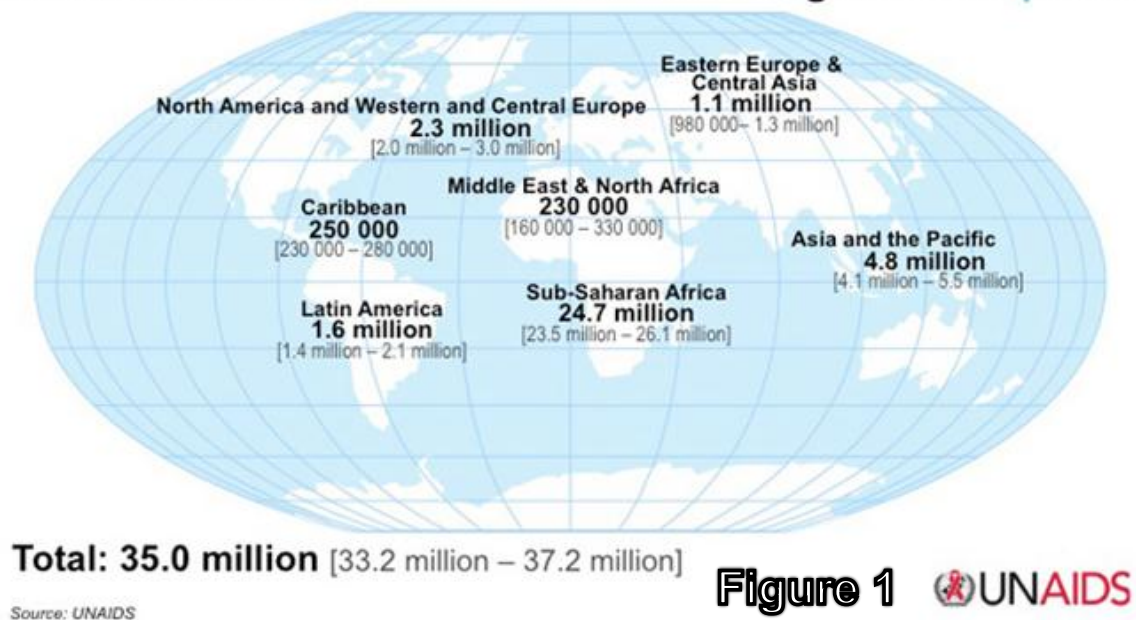 Eastern Europe &
Central Asia
1.1 million
[980 000– 1.3 million]
North America and Western and Central Europe
2.3 million
[2.0 million – 3.0 million]
Middle East & North Africa
230 000
[160 000 – 330 000]
Caribbean
250 000
[230 000 – 280 000]
Asia and the Pacific
4.8 million
[4.1 million – 5.5 million]
Sub-Saharan Africa
24.7 million
[23.5 million – 26.1 million]
Latin America
1.6 million
[1.4 million – 2.1 million]
Total: 35.0 million [33.2 million – 37.2 million]
Figure 1
UNAIDS
Source: UNAIDS